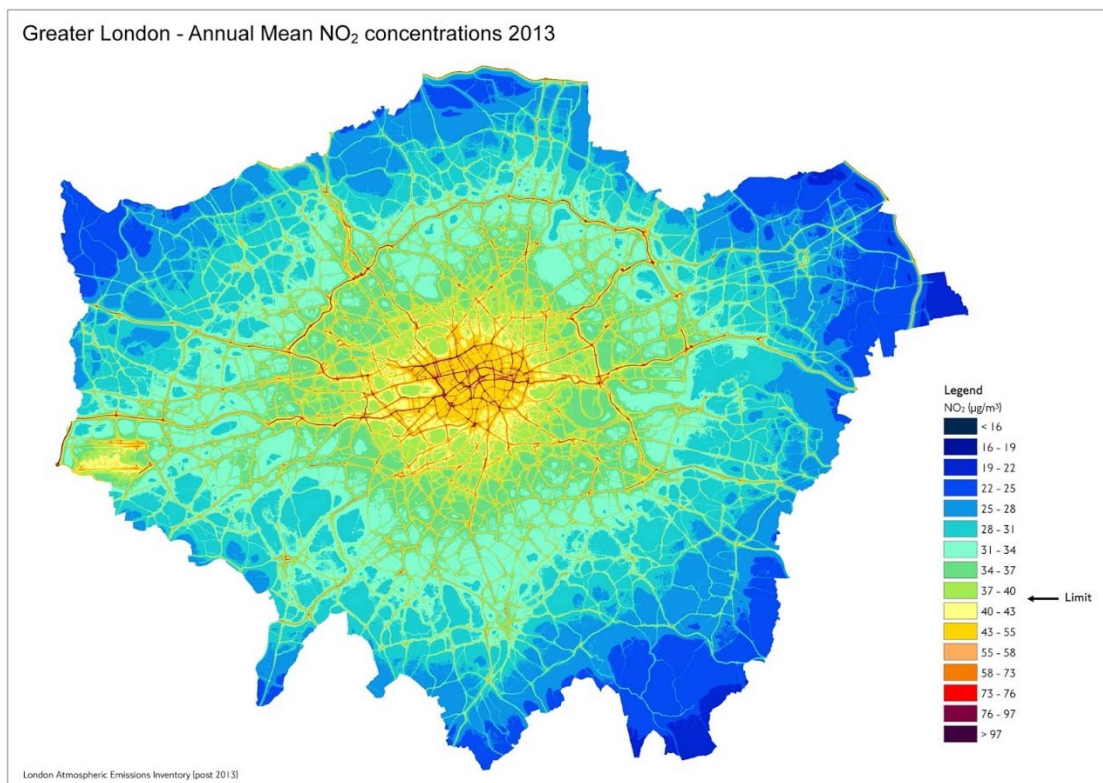 Greater London - Annual Mean NO₂ concentrations 2013
Legend
NO₂ (µg/m³)
< 16
16 - 19
19 - 22
22 - 25
25 - 28
28 - 31
31 - 34
34 - 37
37 - 40
Limit
40 - 43
43 - 55
55 - 58
58 - 73
73 - 76
76 - 97
> 97
London Atmospheric Emissions Inventory (post 2013)